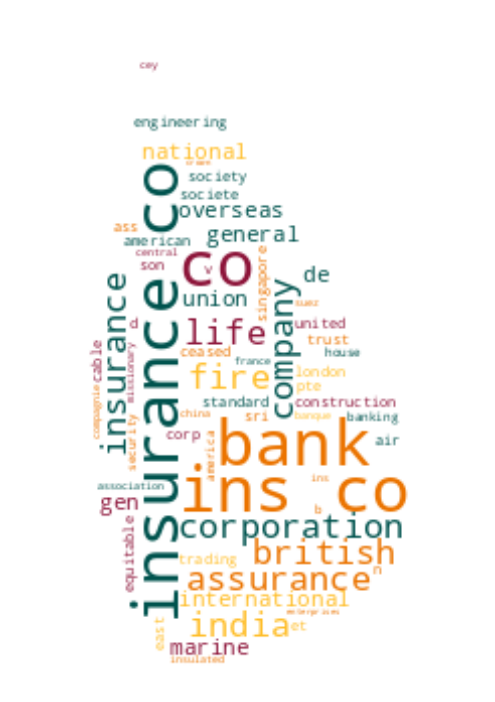 cey
engineering
national
crown
society
societe
insurance co
overseas
ass
american
general
central
son
co
v
singapore
de
insurance
union
company
suez
d.
life
united
trust
cable
missionary
ceased
house
france
fire
london
pte
compagnie
standard
construction
china
sri
banque
banking
security
corp
america
bank
air
ins co
ins
association
gen
b
equitable
corporation
british
trading
assurance
n
international
enterprises
east
india
et
marine
insulated